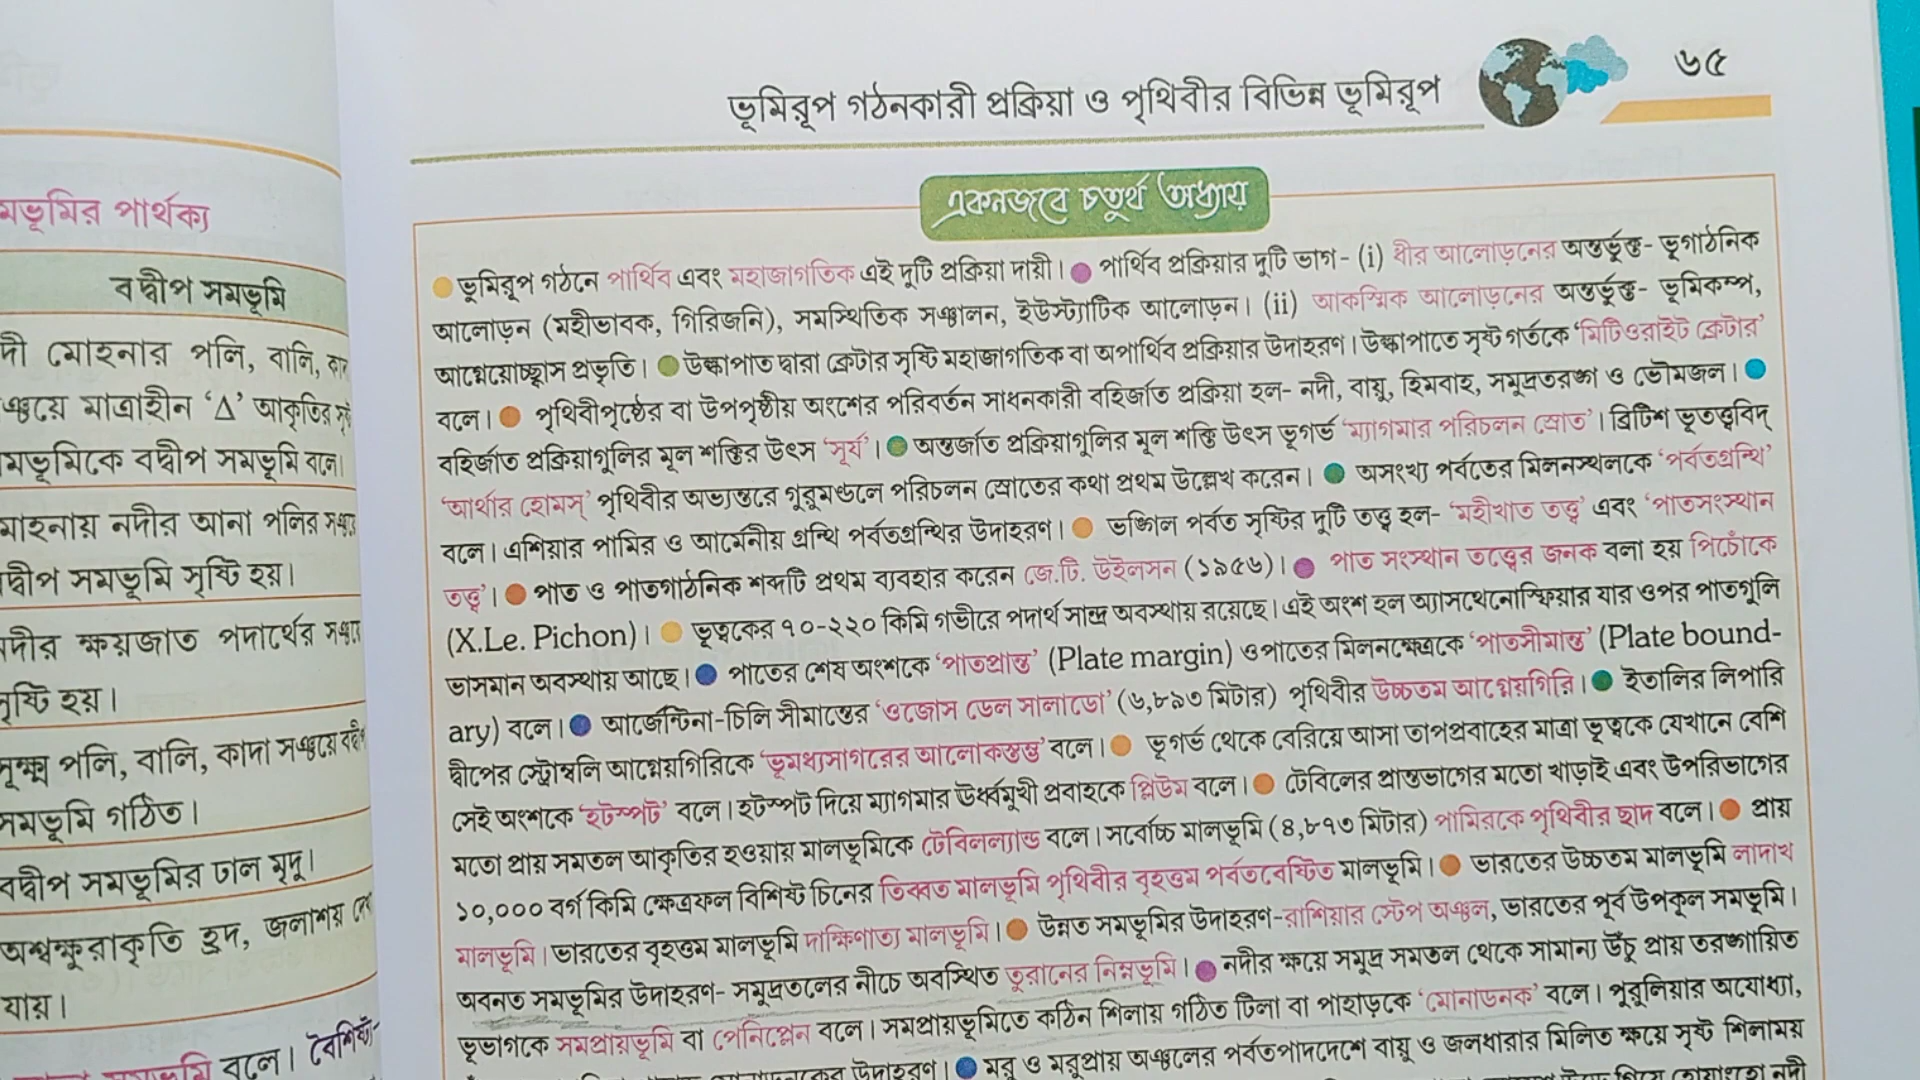 মভূমির পার্থক্য
বদ্বীপ সমভূমি
দী মোহনার পলি, বালি,
ঞ্চয়ে মাত্রাহীন ‘Δ’ আকৃতির
মভূমিকে বদ্বীপ সমভূমি বলে।
মোহনায় নদীর আনা পলির
দ্বীপ সমভূমি সৃষ্টি হয়।
নদীর ক্ষয়জাত পদার্থের
সৃষ্টি হয়।
সূক্ষ্ম পলি, বালি, কাদা সঞ্চয়ে
সমভূমি গঠিত।
বদ্বীপ সমভূমির ঢাল মৃদু।
অশ্বক্ষুরাকৃতি হ্রদ, জলাশয়
যায়।
বলে।
ভূমিরূপ গঠনকারী প্রক্রিয়া ও পৃথিবীর বিভিন্ন ভূমিরূপ ৬৫
একনজরে চতুর্থ অধ্যায়
ভূমিরূপ গঠনে পার্থিব এবং মহাজাগতিক এই দুটি প্রক্রিয়া দায়ী। পার্থিব প্রক্রিয়ার দুটি ভাগ- (i) ধীর আলোড়নের অন্তর্ভুক্ত- ভূগাঠনিক
আলোড়ন (মহীভাবক, গিরিজনি), সমস্থিতিক সঞ্চালন, ইউস্ট্যাটিক আলোড়ন। (ii) আকস্মিক আলোড়নের অন্তর্ভুক্ত- ভূমিকম্প,
আগ্নেয়োচ্ছ্বাস প্রভৃতি। উল্কাপাত দ্বারা ক্রেটার সৃষ্টি মহাজাগতিক বা অপার্থিব প্রক্রিয়ার উদাহরণ। উল্কাপাতে সৃষ্ট গর্তকে ‘মিটিওরাইট ক্রেটার’
বলে। পৃথিবীপৃষ্ঠের বা উপপৃষ্ঠীয় অংশের পরিবর্তন সাধনকারী বহির্জাত প্রক্রিয়া হল- নদী, বায়ু, হিমবাহ, সমুদ্রতরঙ্গ ও ভৌমজল।
বহির্জাত প্রক্রিয়াগুলির মূল শক্তির উৎস ‘সূর্য’। অন্তর্জাত প্রক্রিয়াগুলির মূল শক্তি উৎস ভূগর্ভ ‘ম্যাগমার পরিচলন স্রোত’। ব্রিটিশ ভূতত্ত্ববিদ্
‘আর্থার হোমস্’ পৃথিবীর অভ্যন্তরে গুরুমণ্ডলে পরিচলন স্রোতের কথা প্রথম উল্লেখ করেন। অসংখ্য পর্বতের মিলনস্থলকে ‘পর্বতগ্রন্থি’
বলে। এশিয়ার পামির ও আর্মেনীয় গ্রন্থি পর্বতগ্রন্থির উদাহরণ। ভঙ্গিল পর্বত সৃষ্টির দুটি তত্ত্ব হল- ‘মহীখাত তত্ত্ব’ এবং ‘পাতসংস্থান
তত্ত্ব’। পাত ও পাতগাঠনিক শব্দটি প্রথম ব্যবহার করেন জে.টি. উইলসন (১৯৫৬)। পাত সংস্থান তত্ত্বের জনক বলা হয় পিচোঁকে
(X.Le. Pichon)। ভূত্বকের ৭০-২২০ কিমি গভীরে পদার্থ সান্দ্র অবস্থায় রয়েছে। এই অংশ হল অ্যাসথেনোস্ফিয়ার যার ওপর পাতগুলি
ভাসমান অবস্থায় আছে। পাতের শেষ অংশকে ‘পাতপ্রান্ত’ (Plate margin) ও পাতের মিলনক্ষেত্রকে ‘পাতসীমান্ত’ (Plate bound-
ary) বলে। আর্জেন্টিনা-চিলি সীমান্তের ‘ওজোস ডেল সালাডো’ (৬,৮৯৩ মিটার) পৃথিবীর উচ্চতম আগ্নেয়গিরি। ইতালির লিপারি
দ্বীপের স্ট্রোম্বলি আগ্নেয়গিরিকে ‘ভূমধ্যসাগরের আলোকস্তম্ভ’ বলে। ভূগর্ভ থেকে বেরিয়ে আসা তাপপ্রবাহের মাত্রা ভূত্বকে যেখানে বেশি
সেই অংশকে ‘হটস্পট’ বলে। হটস্পট দিয়ে ম্যাগমার ঊর্ধ্বমুখী প্রবাহকে প্লিউম বলে। টেবিলের প্রান্তভাগের মতো খাড়াই এবং উপরিভাগের
মতো প্রায় সমতল আকৃতির হওয়ায় মালভূমিকে টেবিলল্যান্ড বলে। সর্বোচ্চ মালভূমি (৪,৮৭৩ মিটার) পামিরকে পৃথিবীর ছাদ বলে। প্রায়
১০,০০০ বর্গ কিমি ক্ষেত্রফল বিশিষ্ট চিনের তিব্বত মালভূমি পৃথিবীর বৃহত্তম পর্বতবেষ্টিত মালভূমি। ভারতের উচ্চতম মালভূমি লাদাখ
মালভূমি। ভারতের বৃহত্তম মালভূমি দাক্ষিণাত্য মালভূমি। উন্নত সমভূমির উদাহরণ-রাশিয়ার স্টেপ অঞ্চল, ভারতের পূর্ব উপকূল সমভূমি।
অবনত সমভূমির উদাহরণ- সমুদ্রতলের নীচে অবস্থিত তুরানের নিম্নভূমি। নদীর ক্ষয়ে সমুদ্র সমতল থেকে সামান্য উঁচু প্রায় তরঙ্গায়িত
ভূভাগকে সমপ্রায়ভূমি বা পেনিপ্লেন বলে। সমপ্রায়ভূমিতে কঠিন শিলায় গঠিত টিলা বা পাহাড়কে ‘মোনাডনক’ বলে। পুরুলিয়ার অযোধ্যা,
উদাহরণ। মরু ও মরুপ্রায় অঞ্চলের পর্বতপাদদেশে বায়ু ও জলধারার মিলিত ক্ষয়ে সৃষ্ট শিলাময়